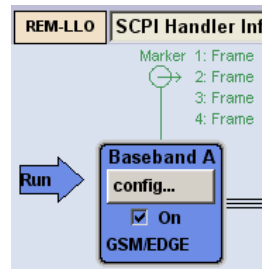 REM-LLO SCPI Handler Inf
Marker 1: Frame
2: Frame
3: Frame
4: Frame
Baseband A
Run
config...
On
GSM/EDGE